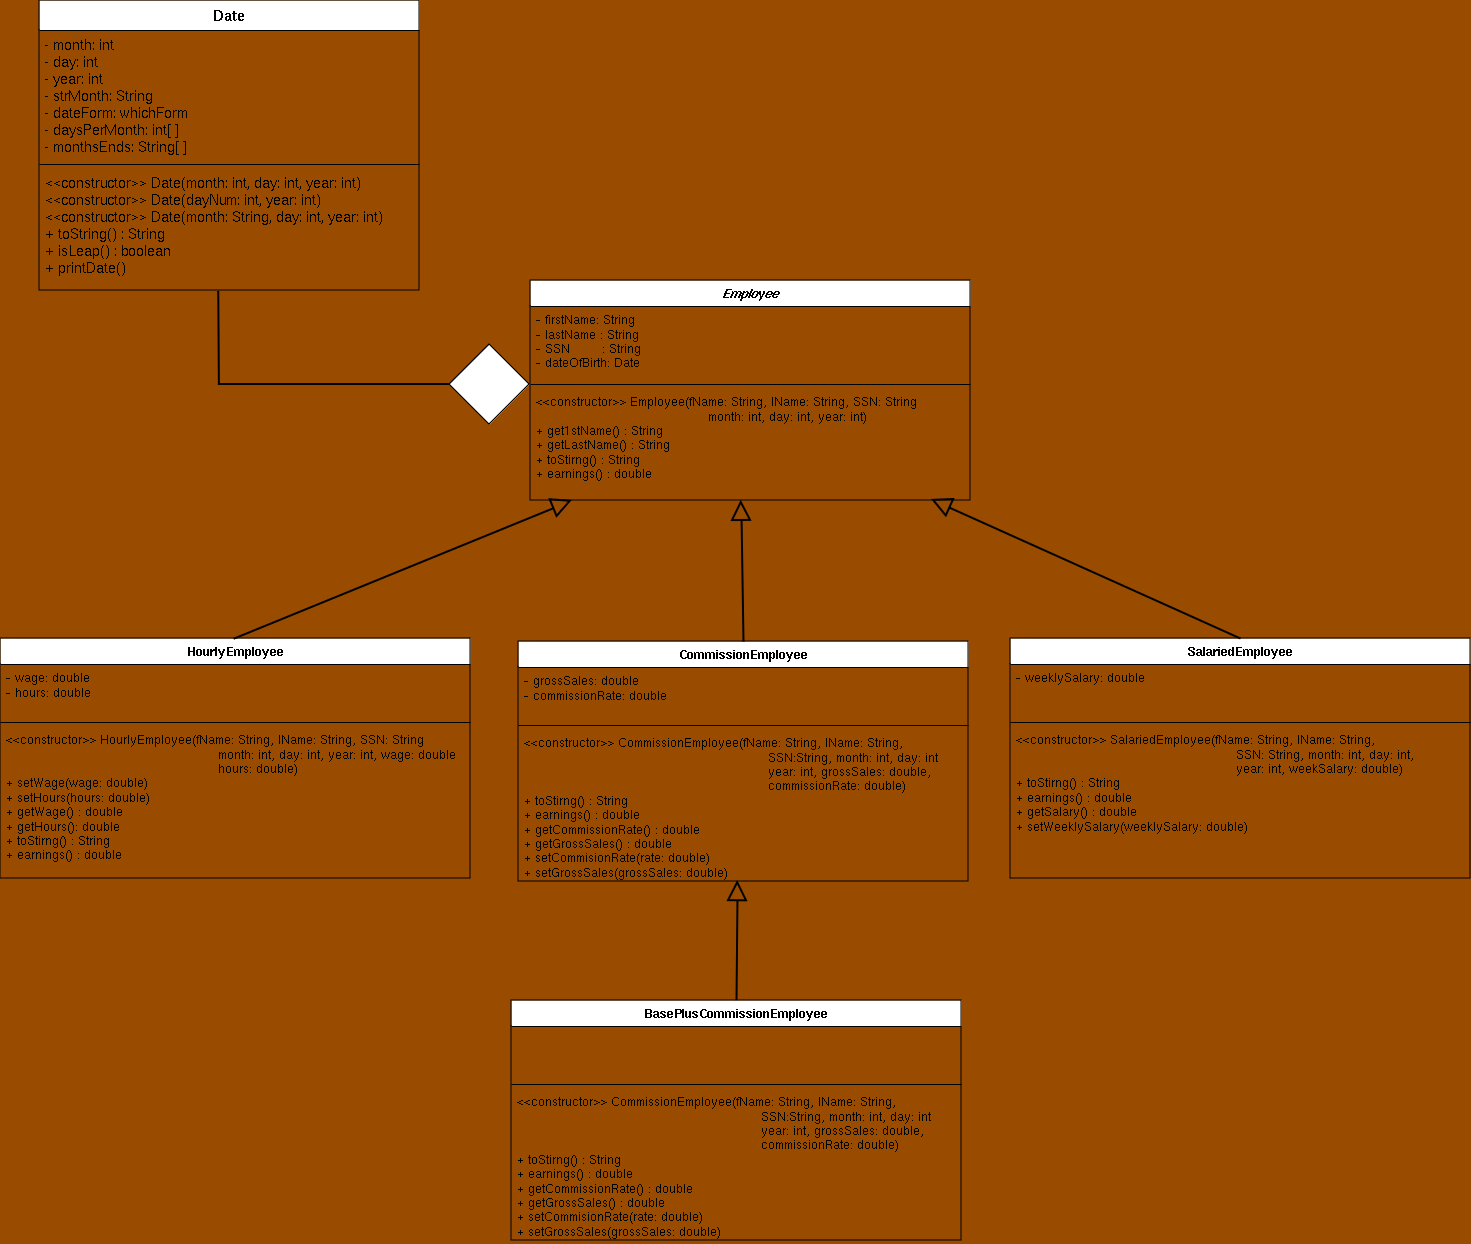 Date
- month: int
- day: int
- year: int
- strMonth: String
- dateForm: whichForm
- daysPerMonth: int[ ]
- monthsEnds: String[ ]
<<constructor>> Date(month: int, day: int, year: int)
<<constructor>> Date(dayNum: int, year: int)
<<constructor>> Date(month: String, day: int, year: int)
+ toString() : String
+ isLeap() : boolean
+ printDate()
Employee
- firstName: String
- lastName : String
- SSN : String
- dateOfBirth: Date
<<constructor>> Employee(fName: String, lName: String, SSN: String
month: int, day: int, year: int)
+ get1stName() : String
+ getLastName() : String
+ toStirng() : String
+ earnings() : double
HourlyEmployee
- wage: double
- hours: double
<<constructor>> HourlyEmployee(fName: String, lName: String, SSN: String
month: int, day: int, year: int, wage: double
hours: double)
+ setWage(wage: double)
+ setHours(hours: double)
+ getWage() : double
+ getHours(): double
+ toStirng() : String
+ earnings() : double
CommissionEmployee
- grossSales: double
- commissionRate: double
<<constructor>> CommissionEmployee(fName: String, lName: String,
SSN:String, month: int, day: int
year: int, grossSales: double,
commissionRate: double)
+ toStirng() : String
+ earnings() : double
+ getCommissionRate() : double
+ getGrossSales() : double
+ setCommisionRate(rate: double)
+ setGrossSales(grossSales: double)
SalariedEmployee
- weeklySalary: double
<<constructor>> SalariedEmployee(fName: String, lName: String,
SSN: String, month: int, day: int,
year: int, weekSalary: double)
+ toStirng() : String
+ earnings() : double
+ getSalary() : double
+ setWeeklySalary(weeklySalary: double)
BasePlusCommissionEmployee
<<constructor>> CommissionEmployee(fName: String, lName: String,
SSN:String, month: int, day: int
year: int, grossSales: double,
commissionRate: double)
+ toStirng() : String
+ earnings() : double
+ getCommissionRate() : double
+ getGrossSales() : double
+ setCommisionRate(rate: double)
+ setGrossSales(grossSales: double)